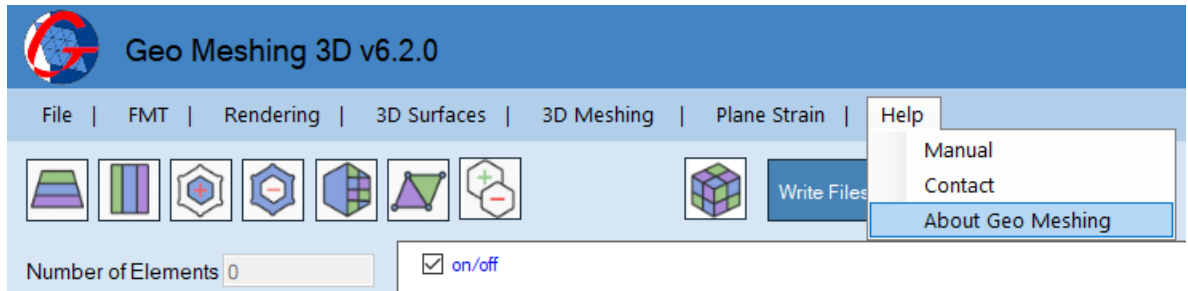 Geo Meshing 3D v6.2.0
File | FMT | Rendering | 3D Surfaces | 3D Meshing | Plane Strain | Help
Manual
Contact
About Geo Meshing
Write Files
Number of Elements 0
on/off